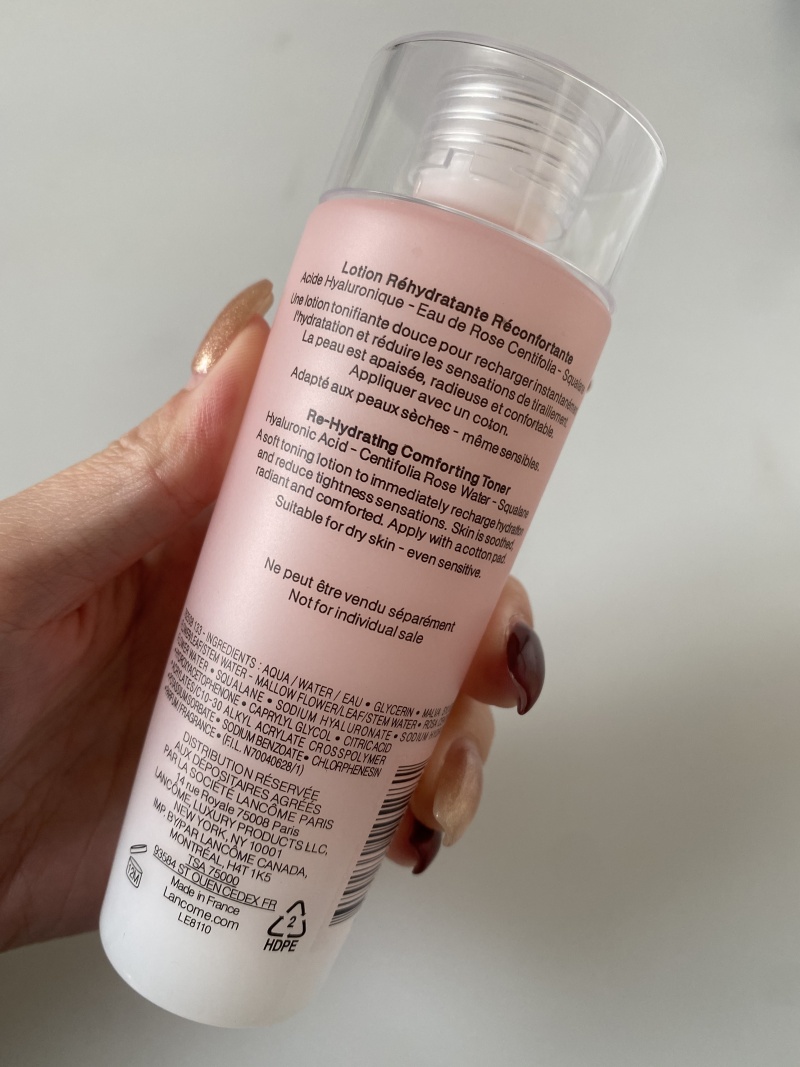 Lotion Réhydratante Réconfortante
Acide Hyaluronique - Eau de Rose Centifolia - Squalane
Une lotion tonifiante douce pour recharger instantanément
l'hydratation et réduire les sensations de tiraillement.
La peau est apaisée, radieuse et confortable.
Appliquer avec un coton.
Adapté aux peaux sèches - même sensibles.
Re-Hydrating Comforting Toner
Hyaluronic Acid - Centifolia Rose Water - Squalane
A soft toning lotion to immediately recharge hydration
and reduce tightness sensations. Skin is soothed,
radiant and comforted. Apply with a cotton pad.
Suitable for dry skin - even sensitive.
Ne peut être vendu séparément
Not for individual sale
INGREDIENTS : AQUA / WATER / EAU • GLYCERIN •
STEM WATER - MALLOW FLOWER/LEAF/STEM WATER •
WATER • SQUALANE • SODIUM HYALURONATE •
• CAPRYLYL GLYCOL • CITRIC ACID
/C10-30 ALKYL ACRYLATE CROSSPOLYMER
• SODIUM BENZOATE • CHLORPHENESIN
FRAGRANCE • (F.I.L. N70040628/1)
DISTRIBUTION RÉSERVÉE
AUX DÉPOSITAIRES AGRÉÉS
PAR LA SOCIÉTÉ LANCÔME PARIS
14 rue Royale 75008 Paris
LANCÔME, LUXURY PRODUCTS LLC,
NEW YORK, NY 10001
IMP. BY/PAR LANCÔME CANADA,
MONTRÉAL H4T 1K5
TSA 75000
93584 ST OUEN CEDEX FR
12M
Made in France
Lancome.com
LE8110
2
HDPE